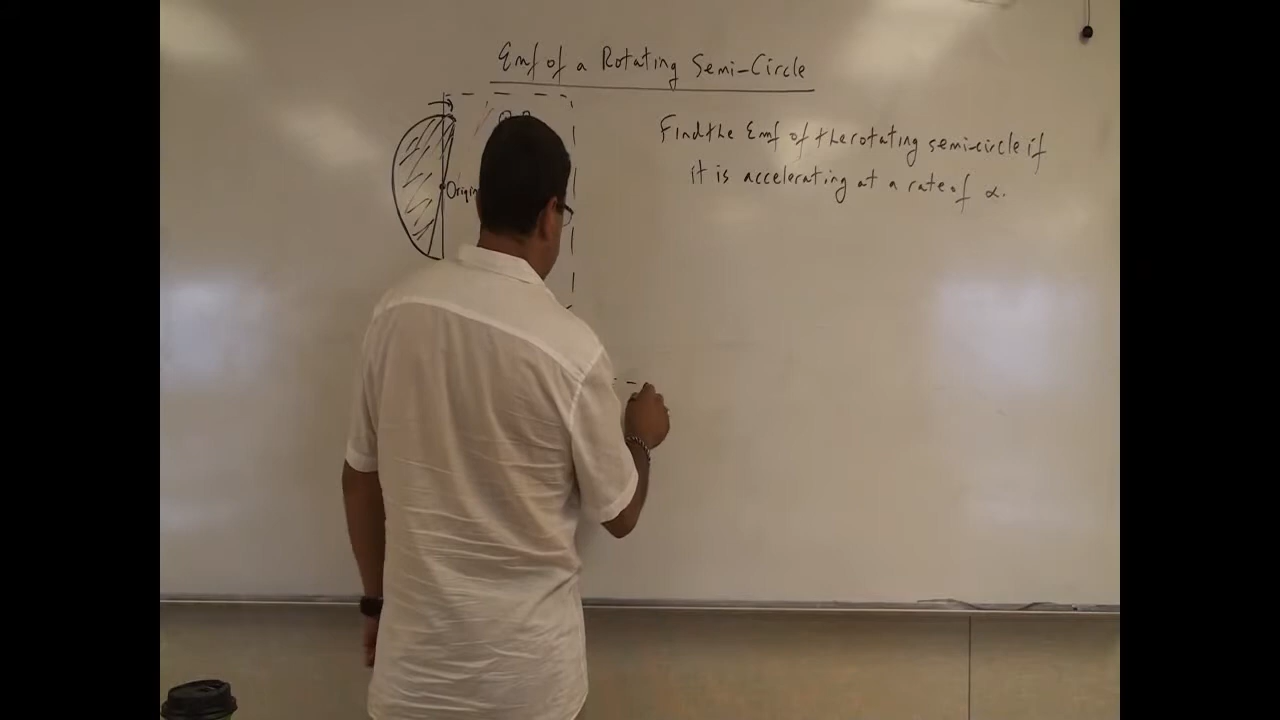 Emf of a Rotating Semi-Circle
Find the Emf of the rotating semi-circle if
it is accelerating at a rate of α.